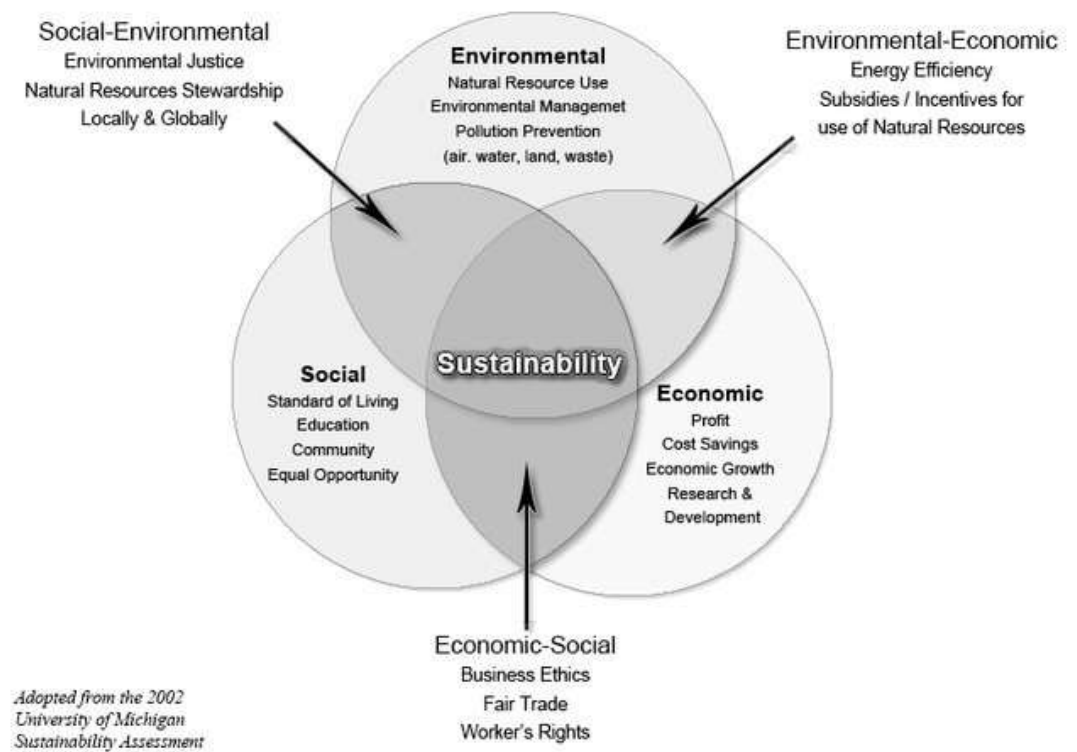 Social-Environmental
Environmental Justice
Natural Resources Stewardship
Locally & Globally
Environmental
Natural Resource Use
Environmental Managemet
Pollution Prevention
(air. water, land, waste)
Environmental-Economic
Energy Efficiency
Subsidies / Incentives for
use of Natural Resources
Sustainability
Social
Standard of Living
Education
Community
Equal Opportunity
Economic
Profit
Cost Savings
Economic Growth
Research &
Development
Economic-Social
Business Ethics
Fair Trade
Worker's Rights
Adopted from the 2002
University of Michigan
Sustainability Assessment